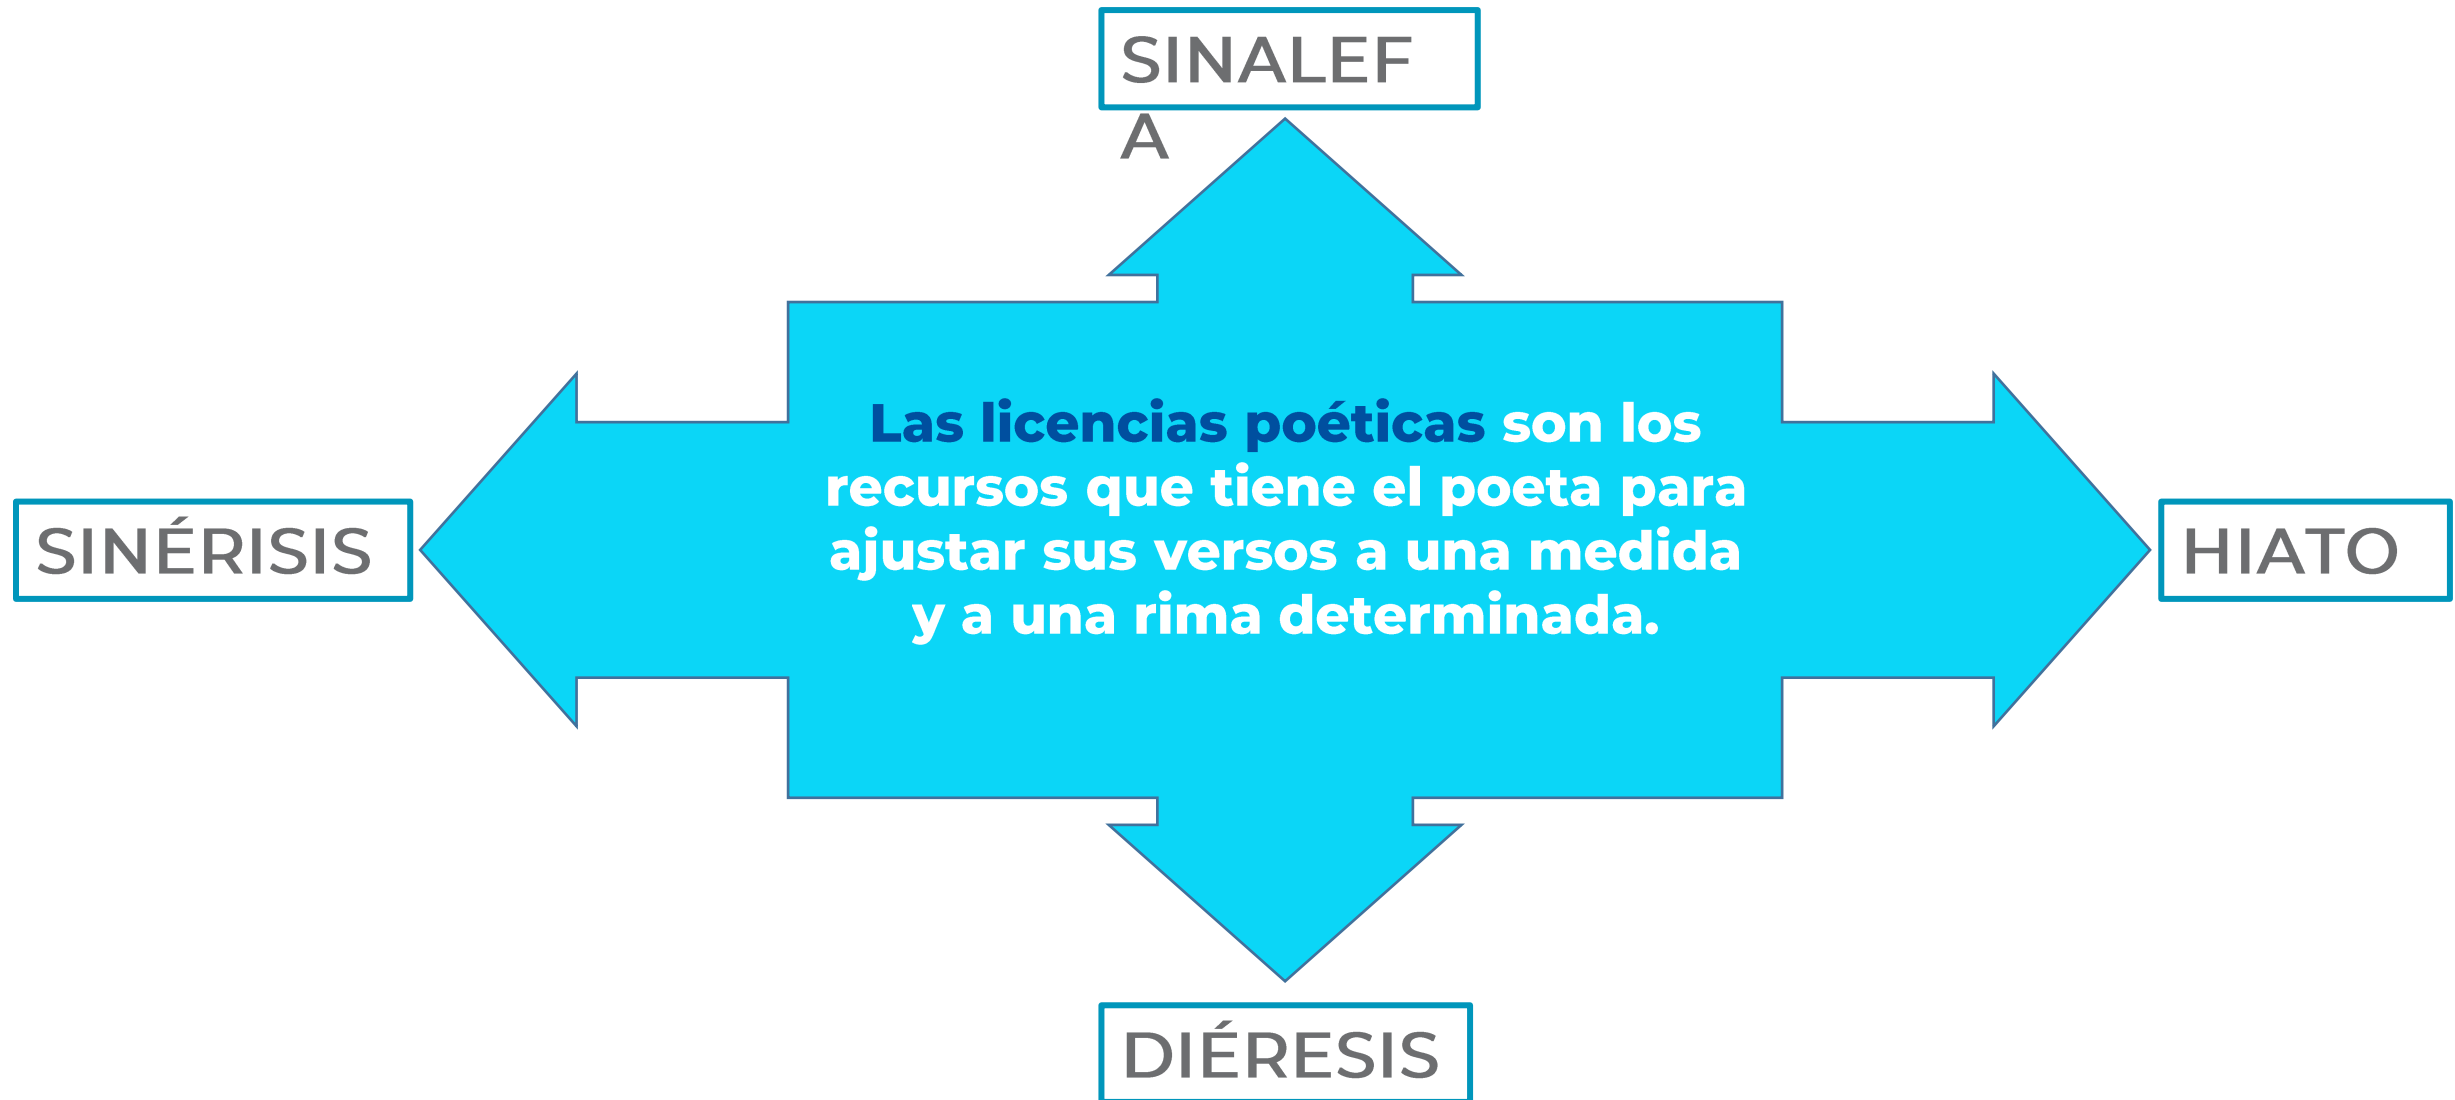 SINALEF
A
Las licencias poéticas son los
recursos que tiene el poeta para
ajustar sus versos a una medida
y a una rima determinada.
SINÉRISIS
HIATO
DIÉRESIS